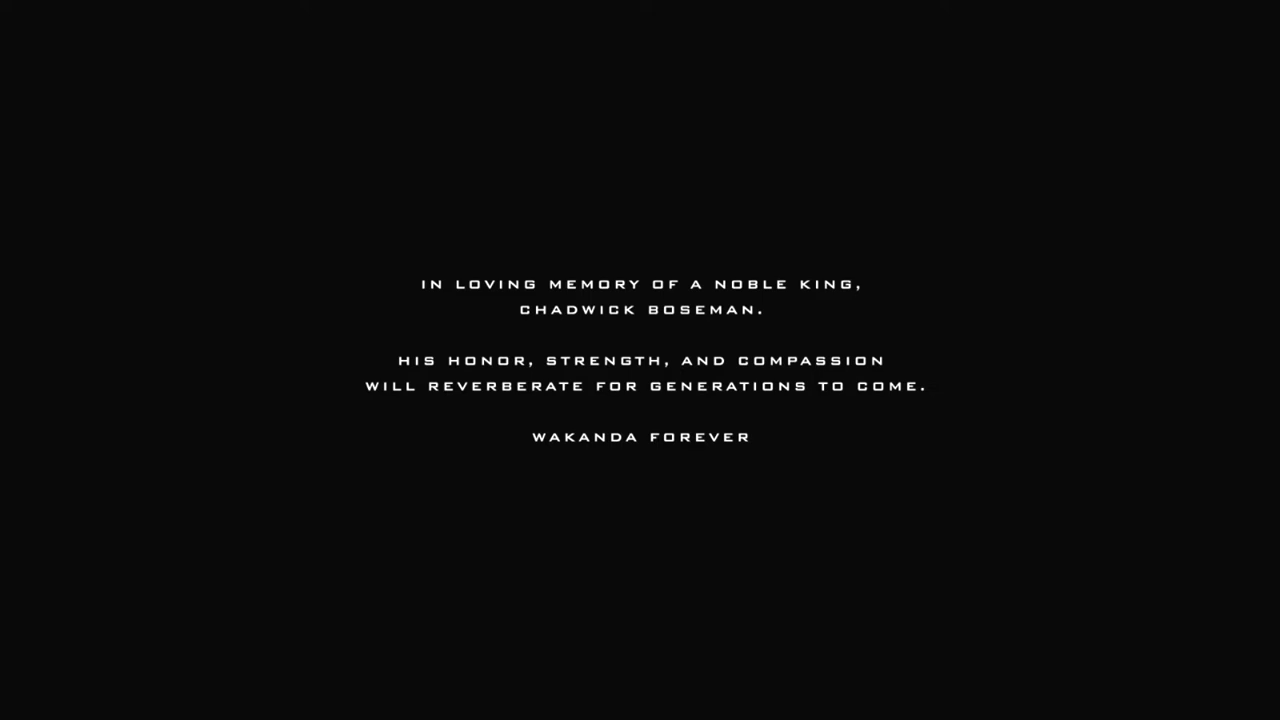 IN LOVING MEMORY OF A NOBLE KING,
CHADWICK BOSEMAN.
HIS HONOR, STRENGTH, AND COMPASSION
WILL REVERBERATE FOR GENERATIONS TO COME.
WAKANDA FOREVER